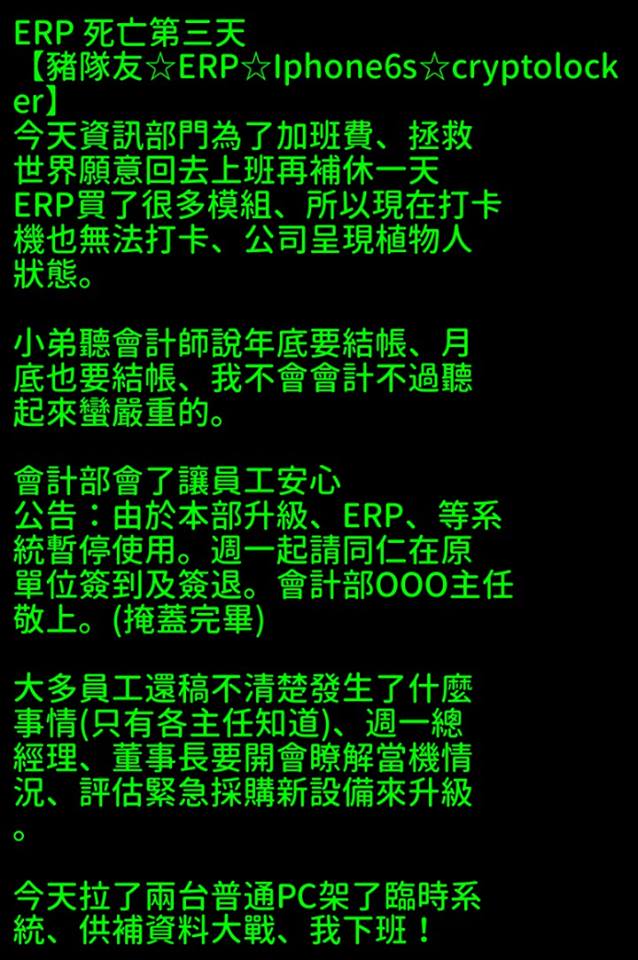 ERP 死亡第三天
【豬隊友☆ERP☆Iphone6s☆cryptolock
er】
今天資訊部門為了加班費、拯救
世界願意回去上班再補休一天
ERP買了很多模組、所以現在打卡
機也無法打卡、公司呈現植物人
狀態。
小弟聽會計師說年底要結帳、月
底也要結帳、我不會會計不過聽
起來蠻嚴重的。
會計部會了讓員工安心
公告：由於本部升級、ERP、等系
統暫停使用。週一起請同仁在原
單位簽到及簽退。會計部OOO主任
敬上。(掩蓋完畢)
大多員工還稿不清楚發生了什麼
事情(只有各主任知道)、週一總
經理、董事長要開會瞭解當機情
況、評估緊急採購新設備來升級
。
今天拉了兩台普通PC架了臨時系
統、供補資料大戰、我下班！